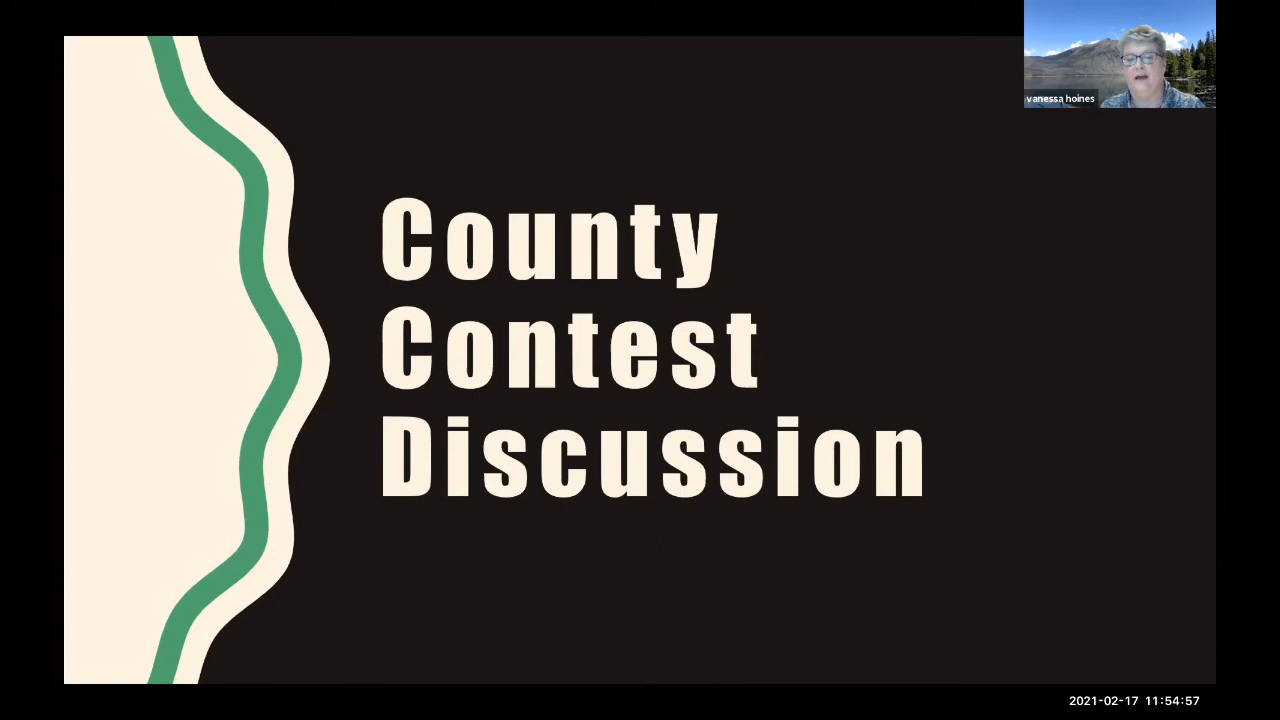 vanessa hoines
County
Contest
Discussion
2021-02-17 11:54:57